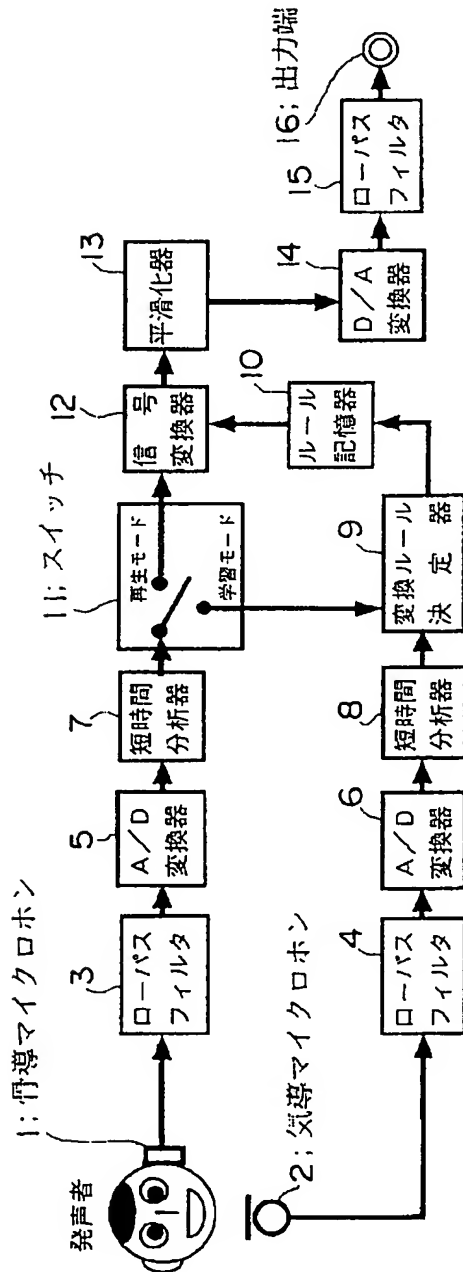 発声者
1;骨導マイクロホン
3
ローパス
フィルタ
5
A/D
変換器
7
短時間
分析器
11;スイッチ
再生モード
学習モード
12
信号
変換器
13
平滑化器
2;気導マイクロホン
4
ローパス
フィルタ
6
A/D
変換器
8
短時間
分析器
9
変換ルール
決定器
10
ルール
記憶器
14
D/A
変換器
15
ローパス
フィルタ
16;出力端